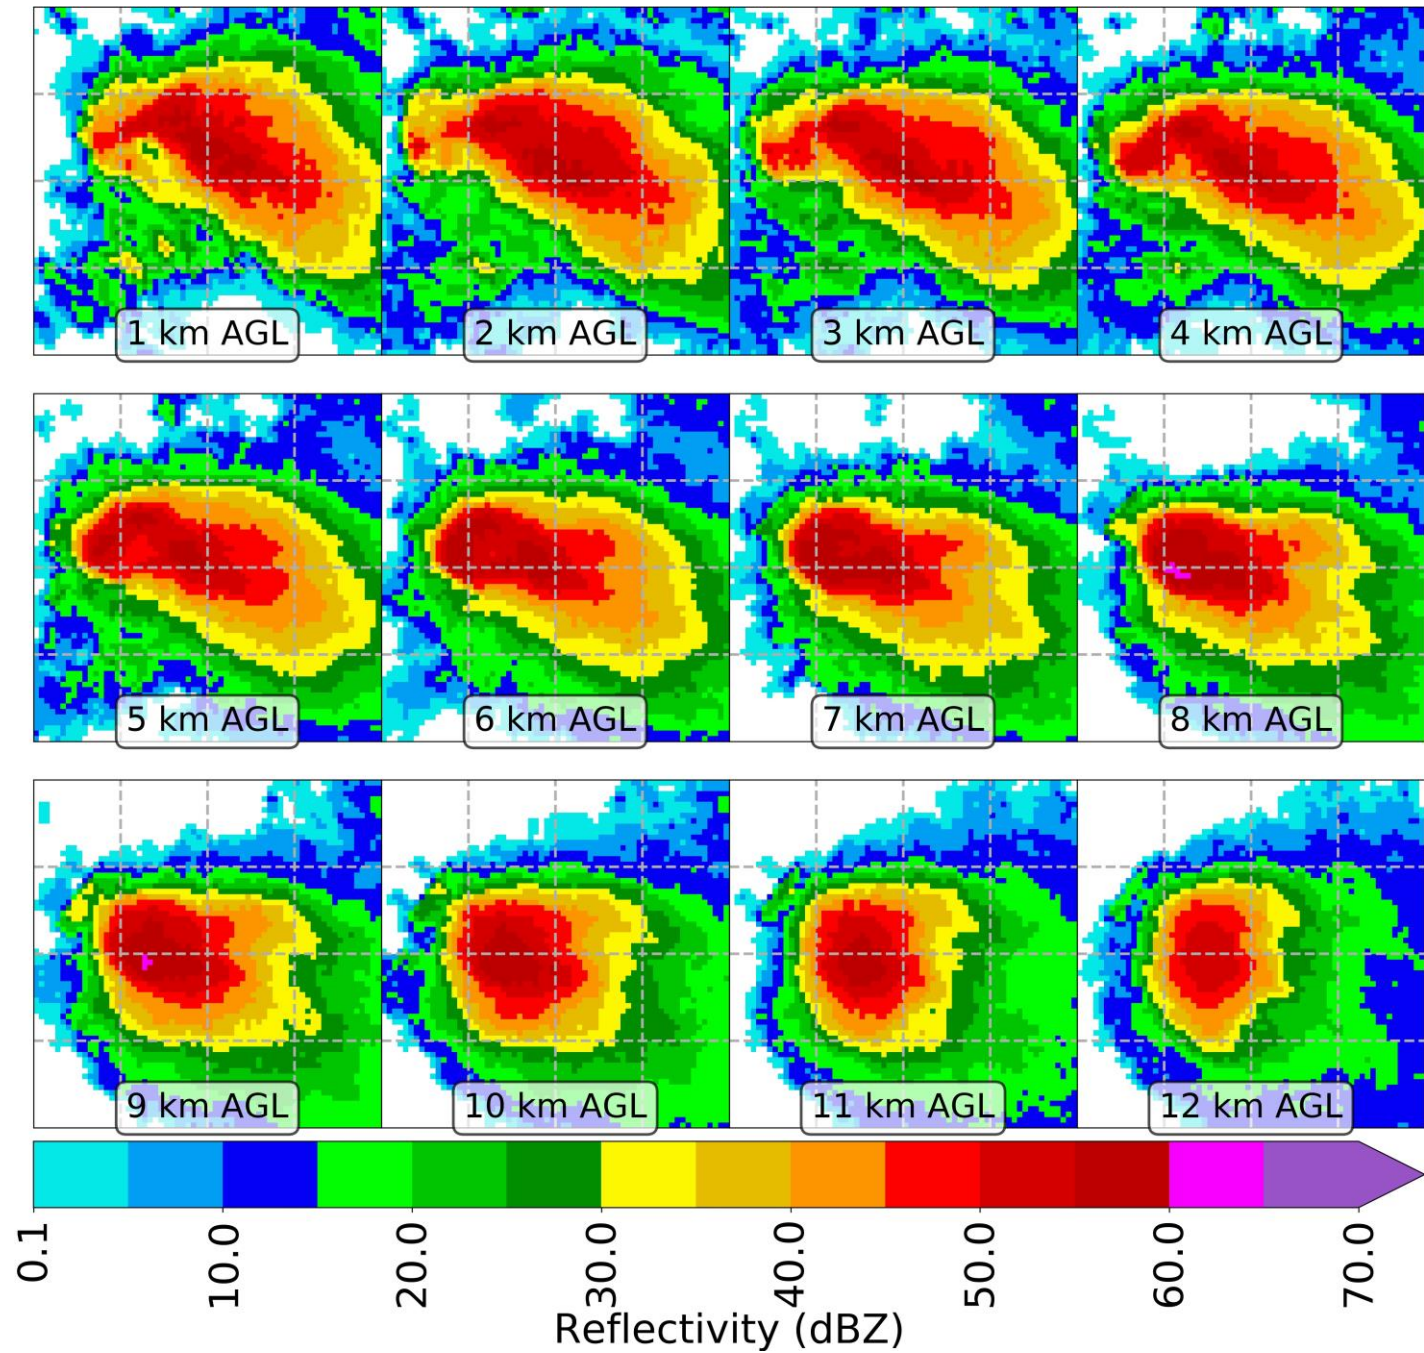 1 km AGL 2 km AGL 3 km AGL 4 km AGL
5 km AGL 6 km AGL 7 km AGL 8 km AGL
9 km AGL 10 km AGL 11 km AGL 12 km AGL
0.1 10.0 20.0 30.0 40.0 50.0 60.0 70.0
Reflectivity (dBZ)